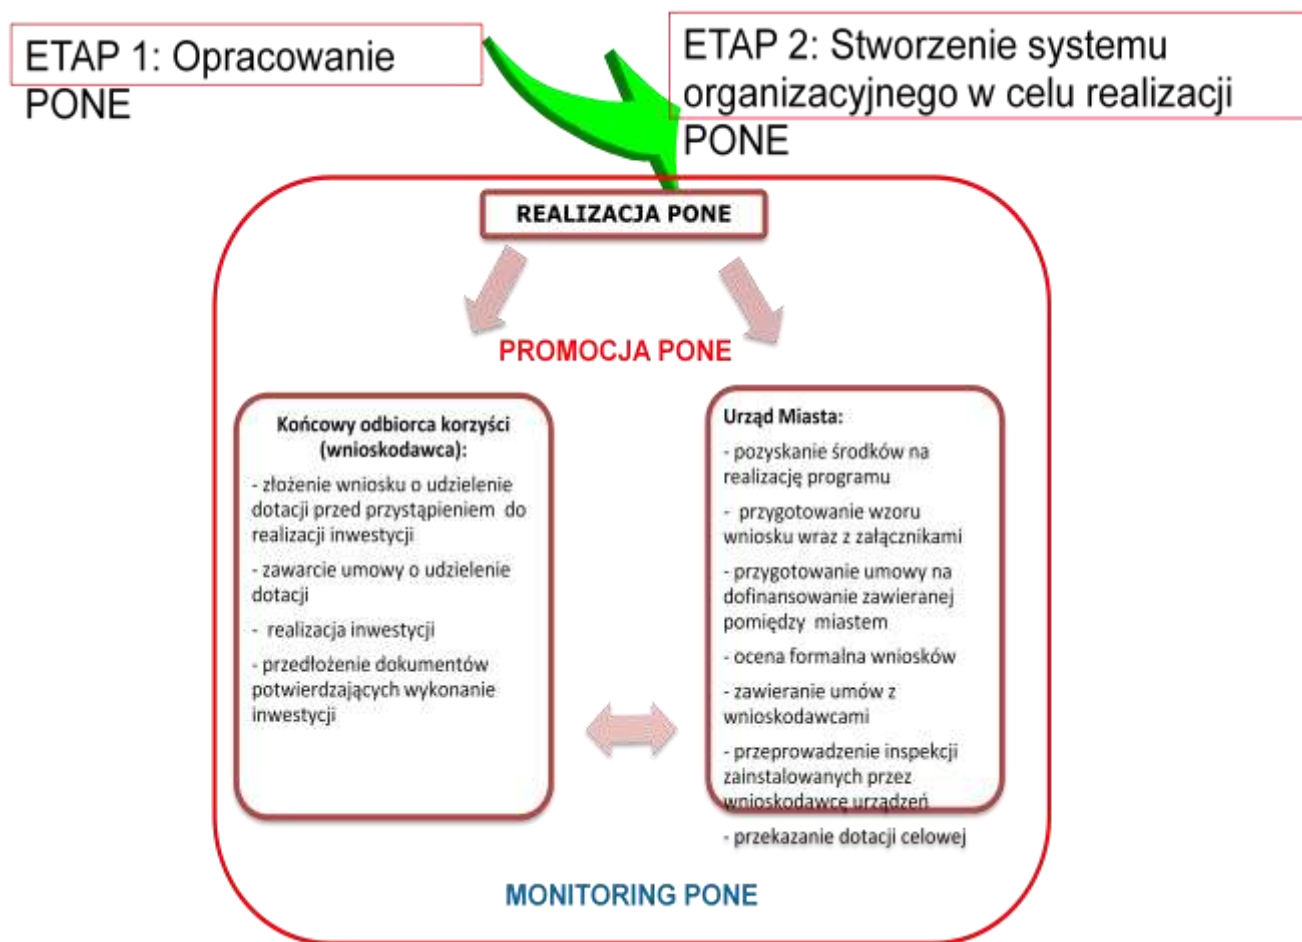 ETAP 1: Opracowanie
PONE
ETAP 2: Stworzenie systemu
organizacyjnego w celu realizacji
PONE
REALIZACJA PONE
PROMOCJA PONE
Końcowy odbiorca korzyści
(wnioskodawca):
- złożenie wniosku o udzielenie
dotacji przed przystąpieniem do
realizacji inwestycji
- zawarcie umowy o udzielenie
dotacji
- realizacja inwestycji
- przedłożenie dokumentów
potwierdzających wykonanie
inwestycji
Urząd Miasta:
- pozyskanie środków na
realizację programu
- przygotowanie wzoru
wniosku wraz z załącznikami
- przygotowanie umowy na
dofinansowanie zawieranej
pomiędzy miastem
- ocena formalna wniosków
- zawieranie umów z
wnioskodawcami
- przeprowadzenie inspekcji
zainstalowanych przez
wnioskodawcę urządzeń
- przekazanie dotacji celowej
MONITORING PONE